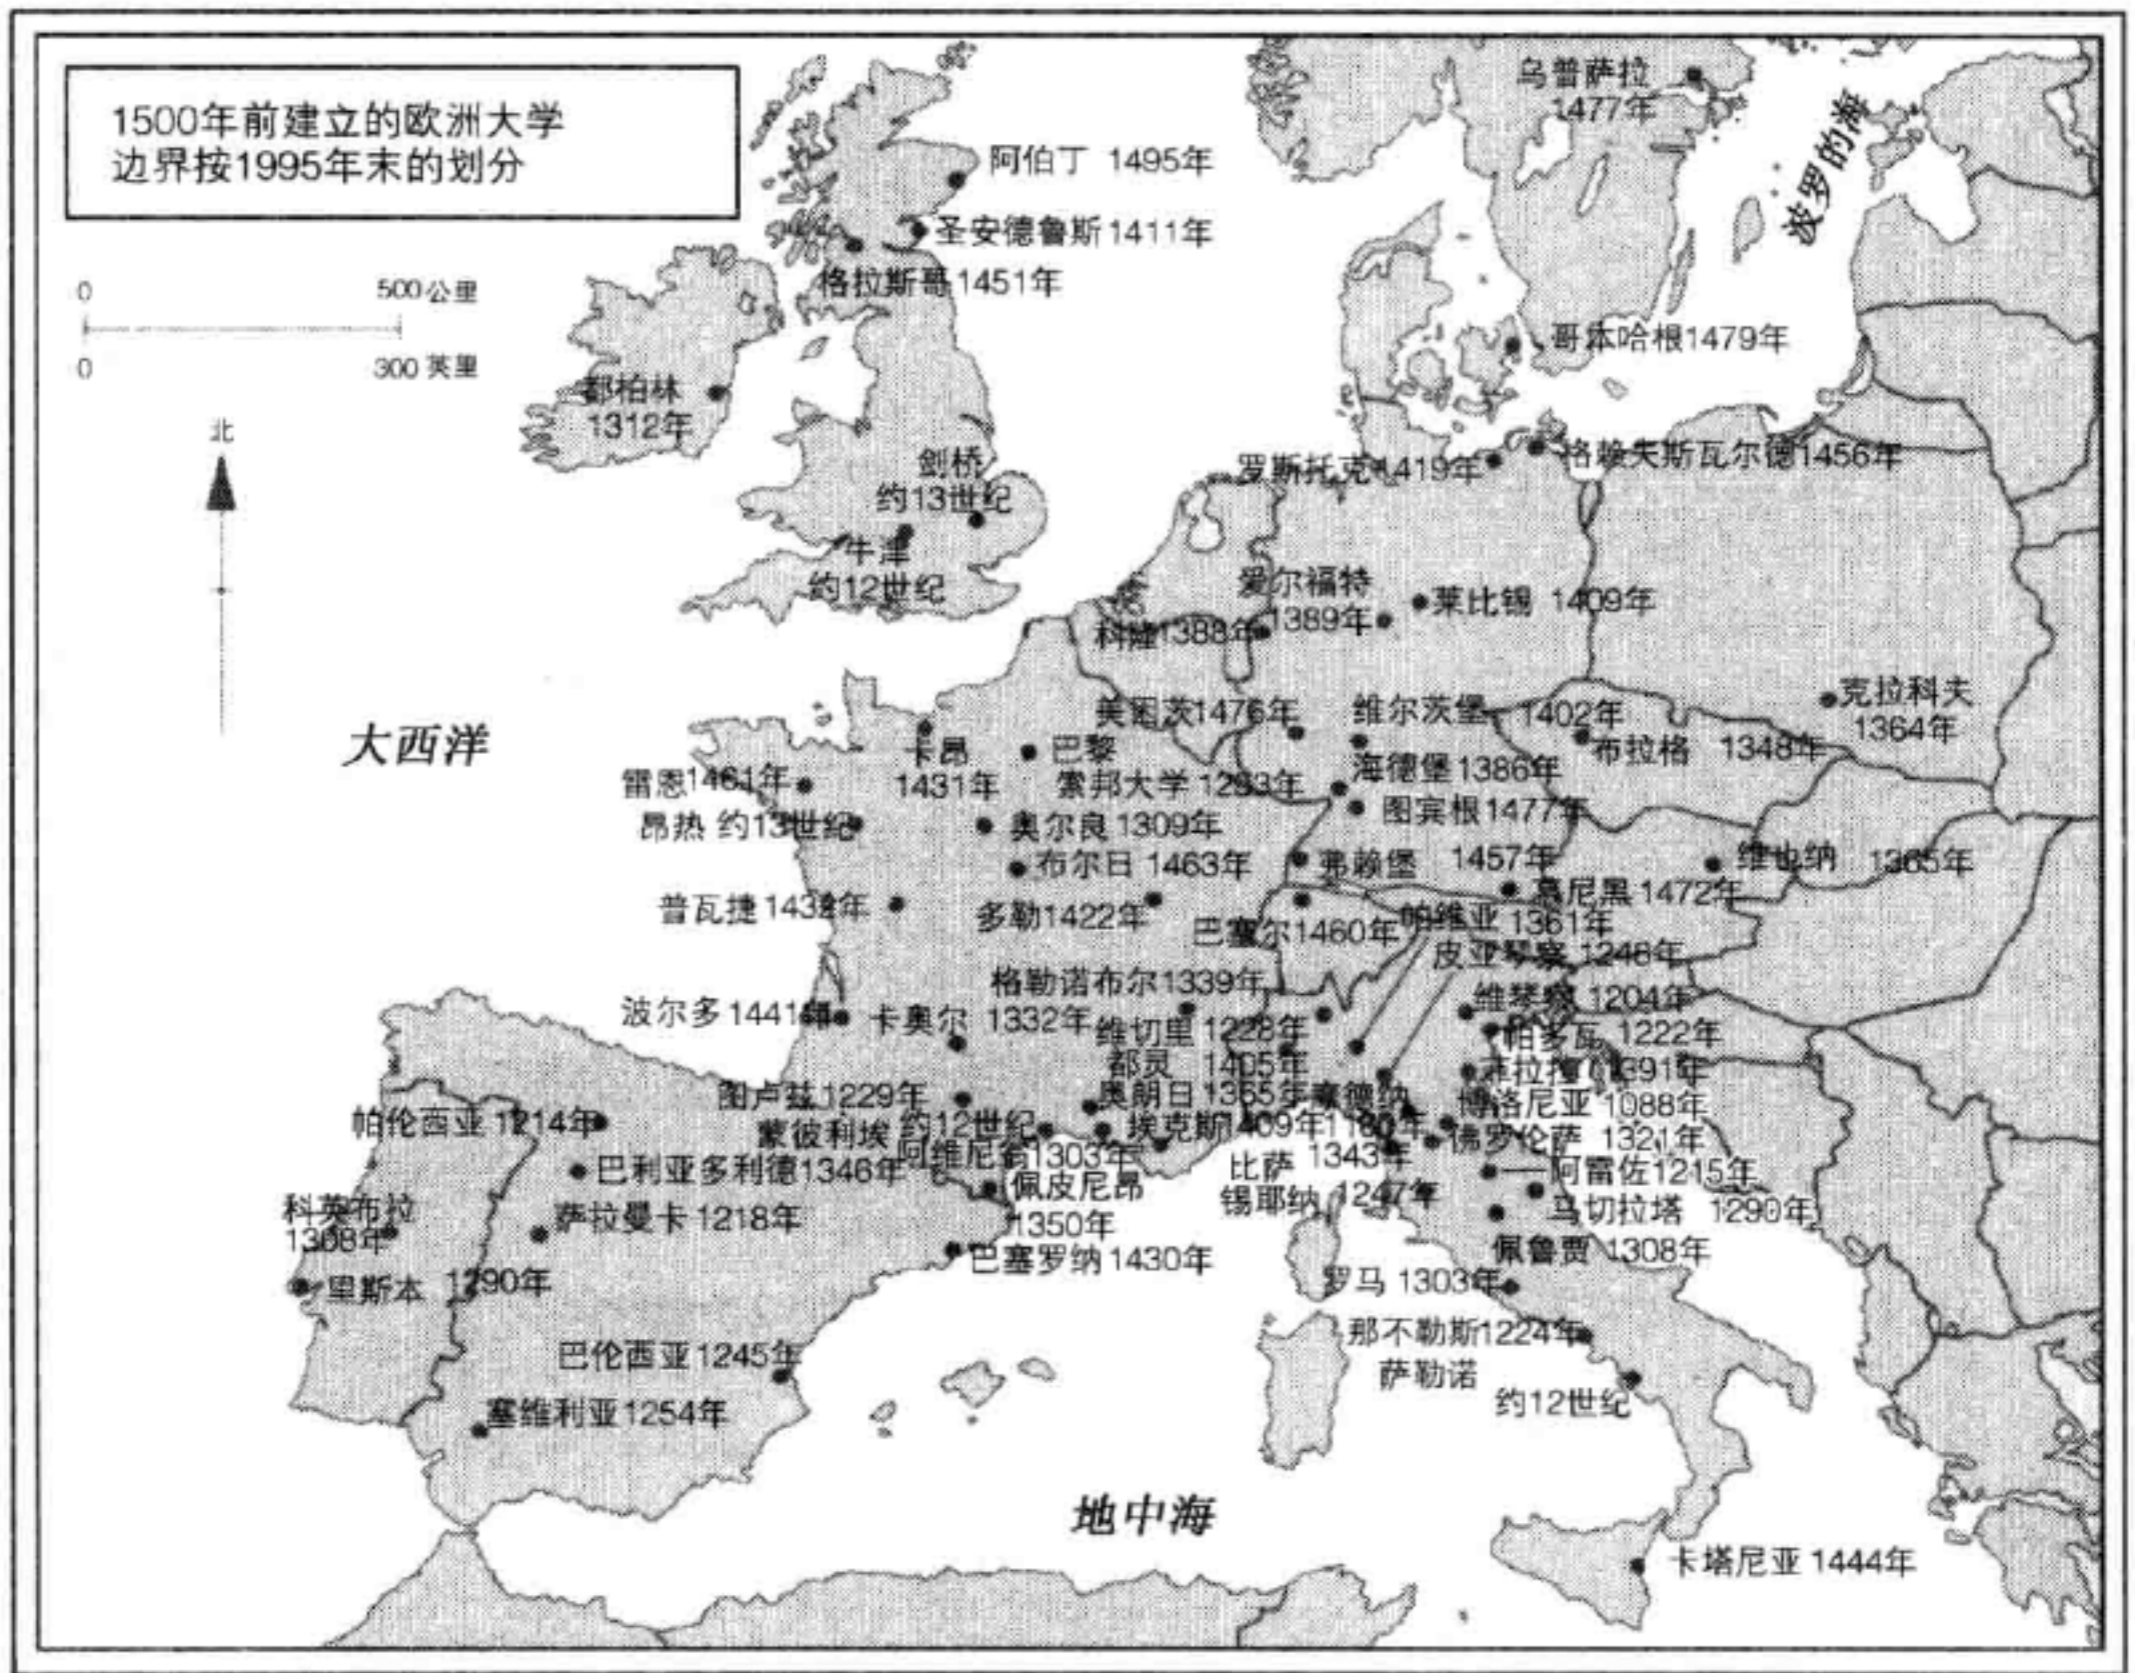 1500年前建立的欧洲大学
边界按1995年末的划分
0 500公里
0 300英里
北
大西洋
波罗的海
地中海
乌普萨拉
1477年
阿伯丁 1495年
圣安德鲁斯1411年
格拉斯哥1451年
都柏林
1312年
哥本哈根1479年
剑桥
约13世纪
牛津
约12世纪
罗斯托克1419年
格赖夫斯瓦尔德1456年
爱尔福特
1389年
莱比锡 1409年
科隆1388年
克拉科夫
1364年
美因茨1476年
维尔茨堡 1402年
布拉格 1348年
卡昂
1431年
巴黎
索邦大学
海德堡1386年
雷恩1461年
图宾根1477年
昂热 约13世纪
奥尔良1309年
布尔日1463年
弗赖堡 1457年
维也纳 1365年
普瓦捷
多勒1422年
慕尼黑1472年
巴塞尔1460年
帕维亚 1361年
皮亚琴察 1248年
格勒诺布尔1339年
维琴察 1204年
波尔多1441年
卡奥尔 1332年
维切里 1228年
帕多瓦 1222年
都灵 1405年
1391年
图卢兹1229年
奥朗日1365年
摩德纳
博洛尼亚 1088年
帕伦西亚 1214年
蒙彼利埃 约12世纪
埃克斯1409年
佛罗伦萨 1321年
阿维尼翁1303年
比萨 1343年
巴利亚多利德1346年
阿雷佐1215年
佩皮尼昂
1350年
锡耶纳 1247年
马切拉塔 1290年
科英布拉
1308年
萨拉曼卡1218年
佩鲁贾 1308年
巴塞罗纳1430年
里斯本 1290年
罗马 1303年
那不勒斯1224年
巴伦西亚1245年
萨勒诺
约12世纪
塞维利亚1254年
卡塔尼亚1444年